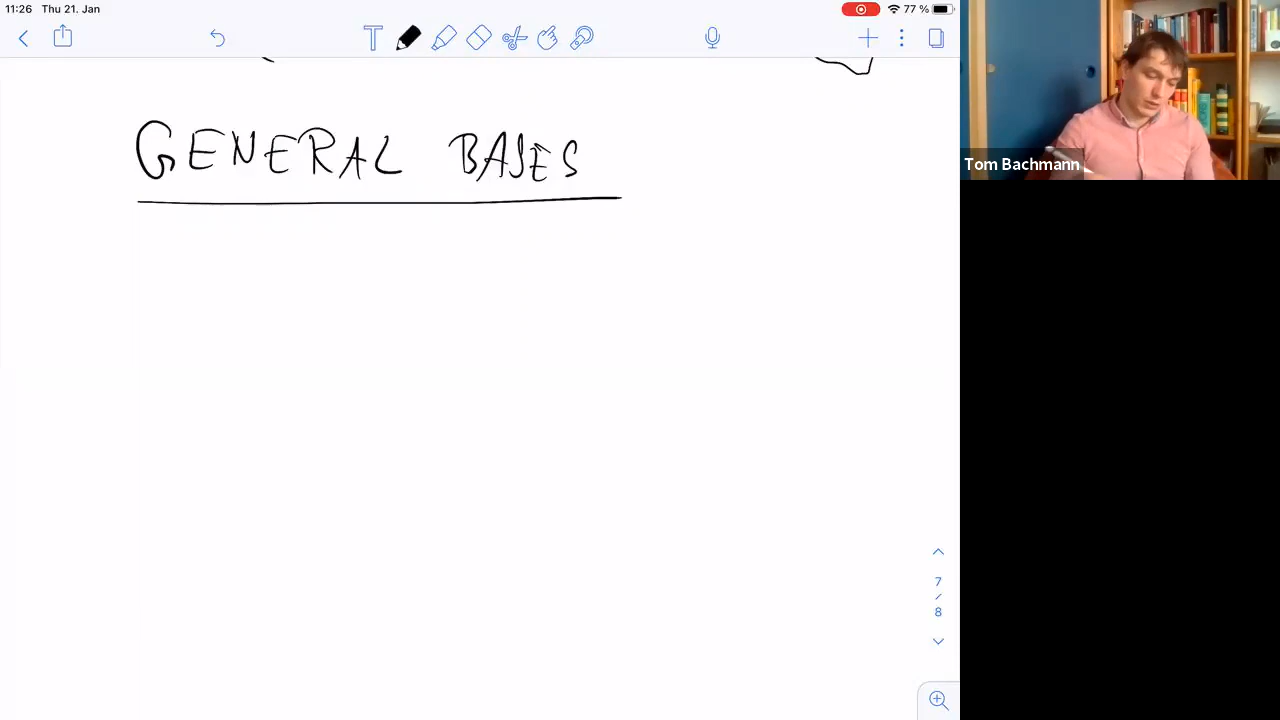 11:26 Thu 21. Jan
77 %
T
GENERAL BASES
Tom Bachmann
7
/
8